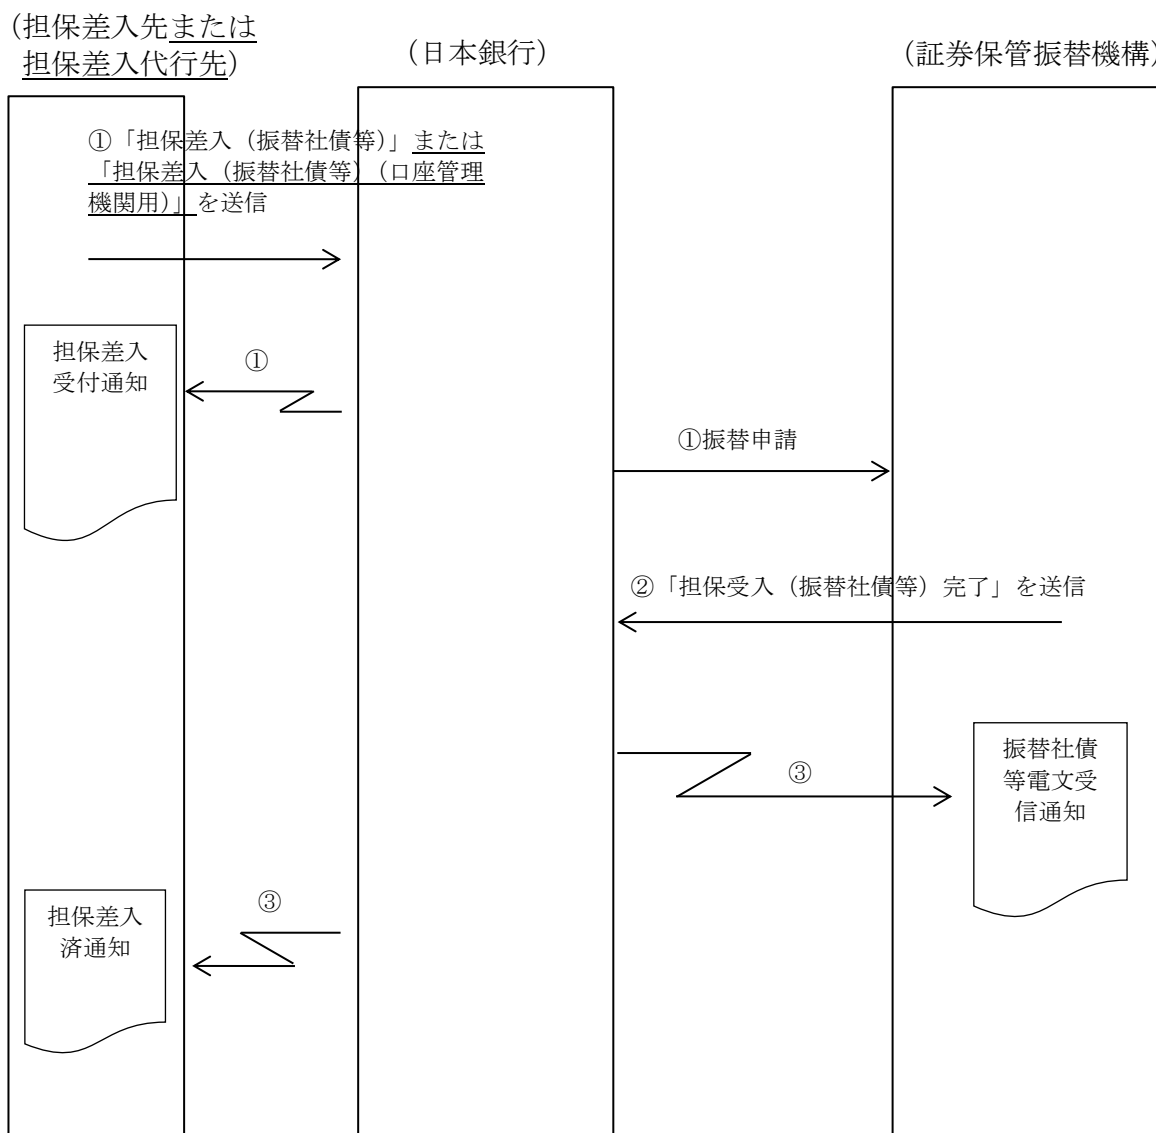 （担保差入先または
担保差入代行先）
（日本銀行）
（証券保管振替機構）
①「担保差入（振替社債等）」または
「担保差入（振替社債等）（口座管理
機関用）」を送信
担保差入
受付通知
①
①振替申請
②「担保受入（振替社債等）完了」を送信
③
振替社債
等電文受
信通知
③
担保差入
済通知